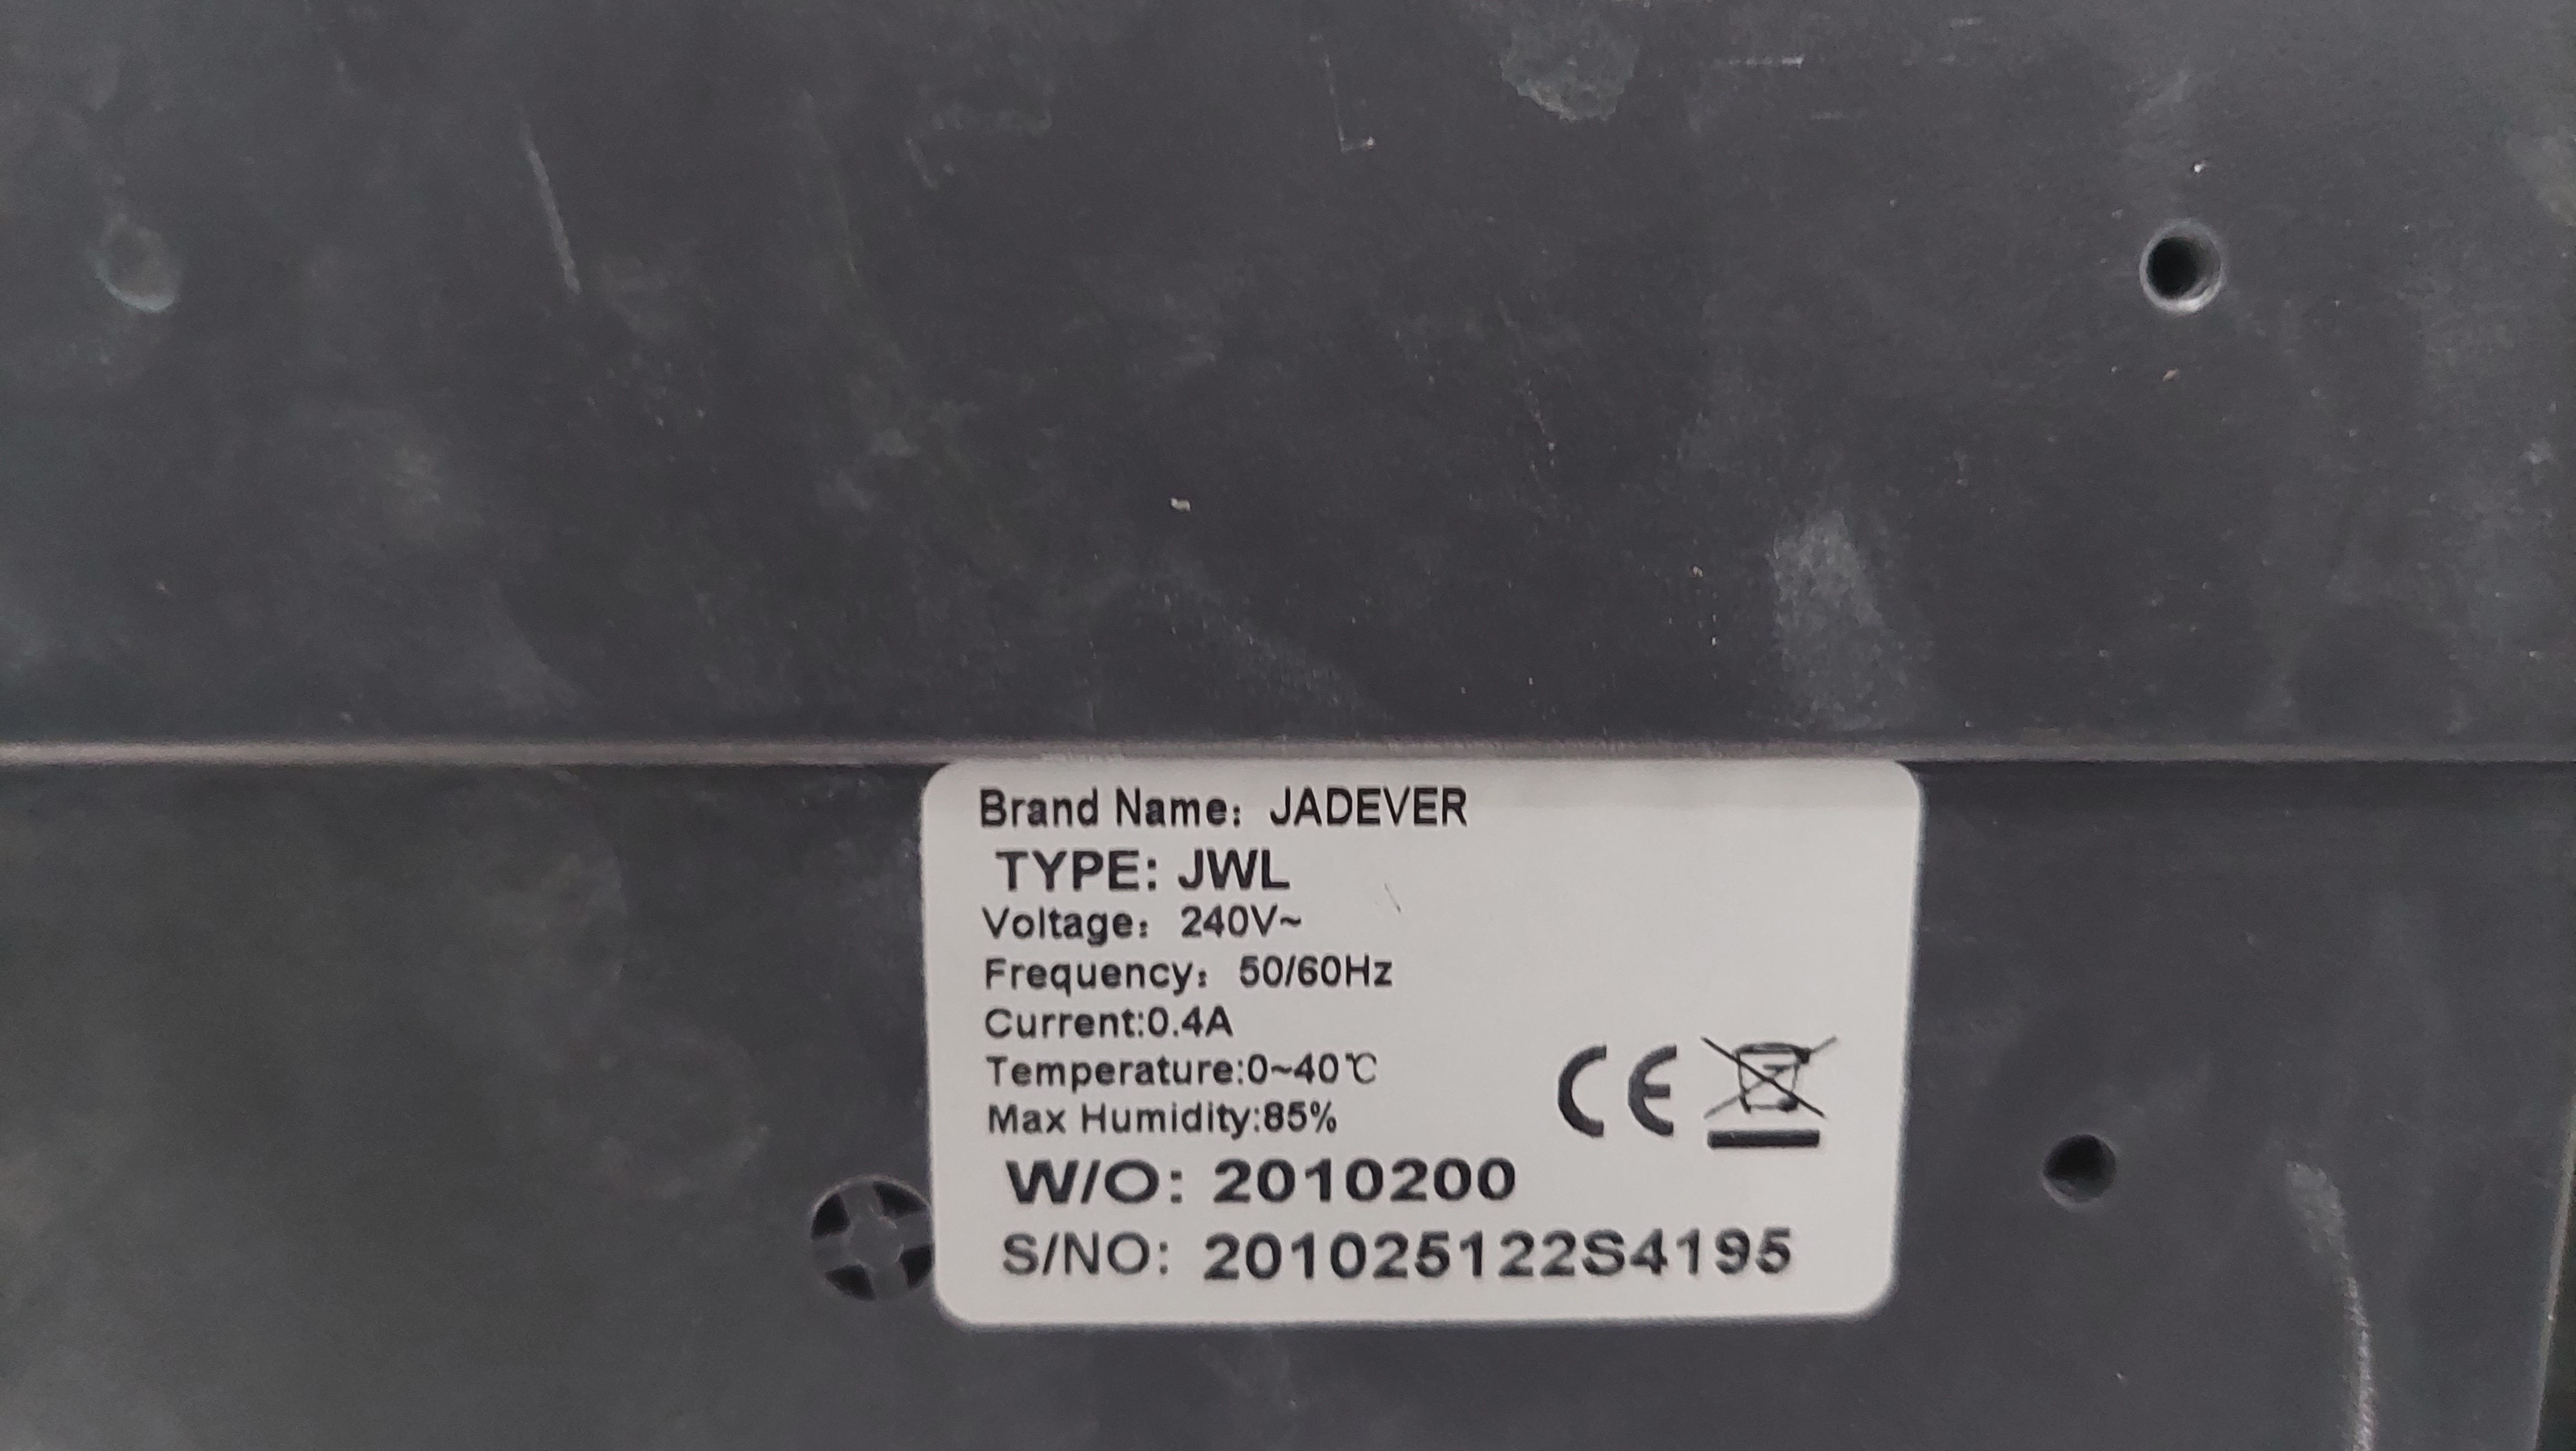 Brand Name: JADEVER
TYPE: JWL
Voltage: 240V~
Frequency: 50/60Hz
Current:0.4A
Temperature:0~40℃
Max Humidity:85%
CE
W/O: 2010200
S/NO: 201025122S4195